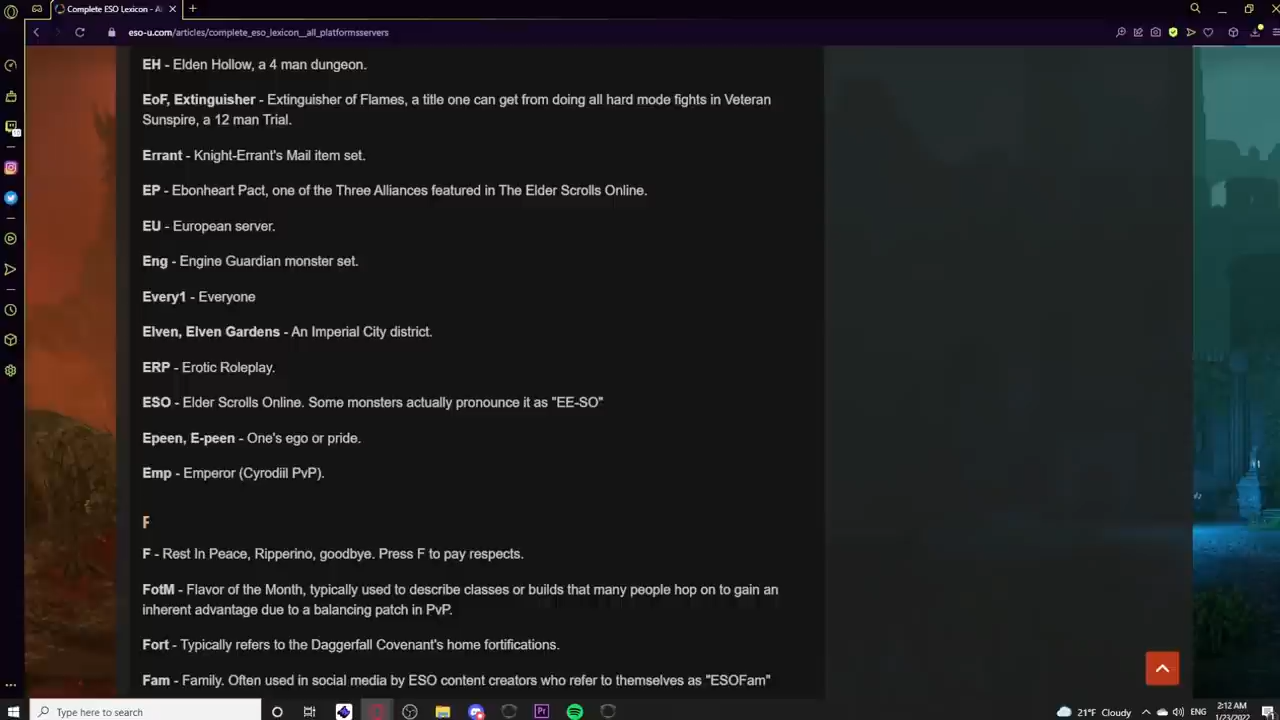 Complete ESO Lexicon - A
eso-u.com/articles/complete_eso_lexicon__all_platformsservers
EH - Elden Hollow, a 4 man dungeon.
EoF, Extinguisher - Extinguisher of Flames, a title one can get from doing all hard mode fights in Veteran
Sunspire, a 12 man Trial.
Errant - Knight-Errant's Mail item set.
EP - Ebonheart Pact, one of the Three Alliances featured in The Elder Scrolls Online.
EU - European server.
Eng - Engine Guardian monster set.
Every1 - Everyone
Elven, Elven Gardens - An Imperial City district.
ERP - Erotic Roleplay.
ESO - Elder Scrolls Online. Some monsters actually pronounce it as "EE-SO"
Epeen, E-peen - One's ego or pride.
Emp - Emperor (Cyrodiil PvP).
F
F - Rest In Peace, Ripperino, goodbye. Press F to pay respects.
FotM - Flavor of the Month, typically used to describe classes or builds that many people hop on to gain an
inherent advantage due to a balancing patch in PvP.
Fort - Typically refers to the Daggerfall Covenant's home fortifications.
Fam - Family. Often used in social media by ESO content creators who refer to themselves as "ESOFam"
Type here to search
Pr
21°F Cloudy
ENG
2:12 AM
1/23/2022